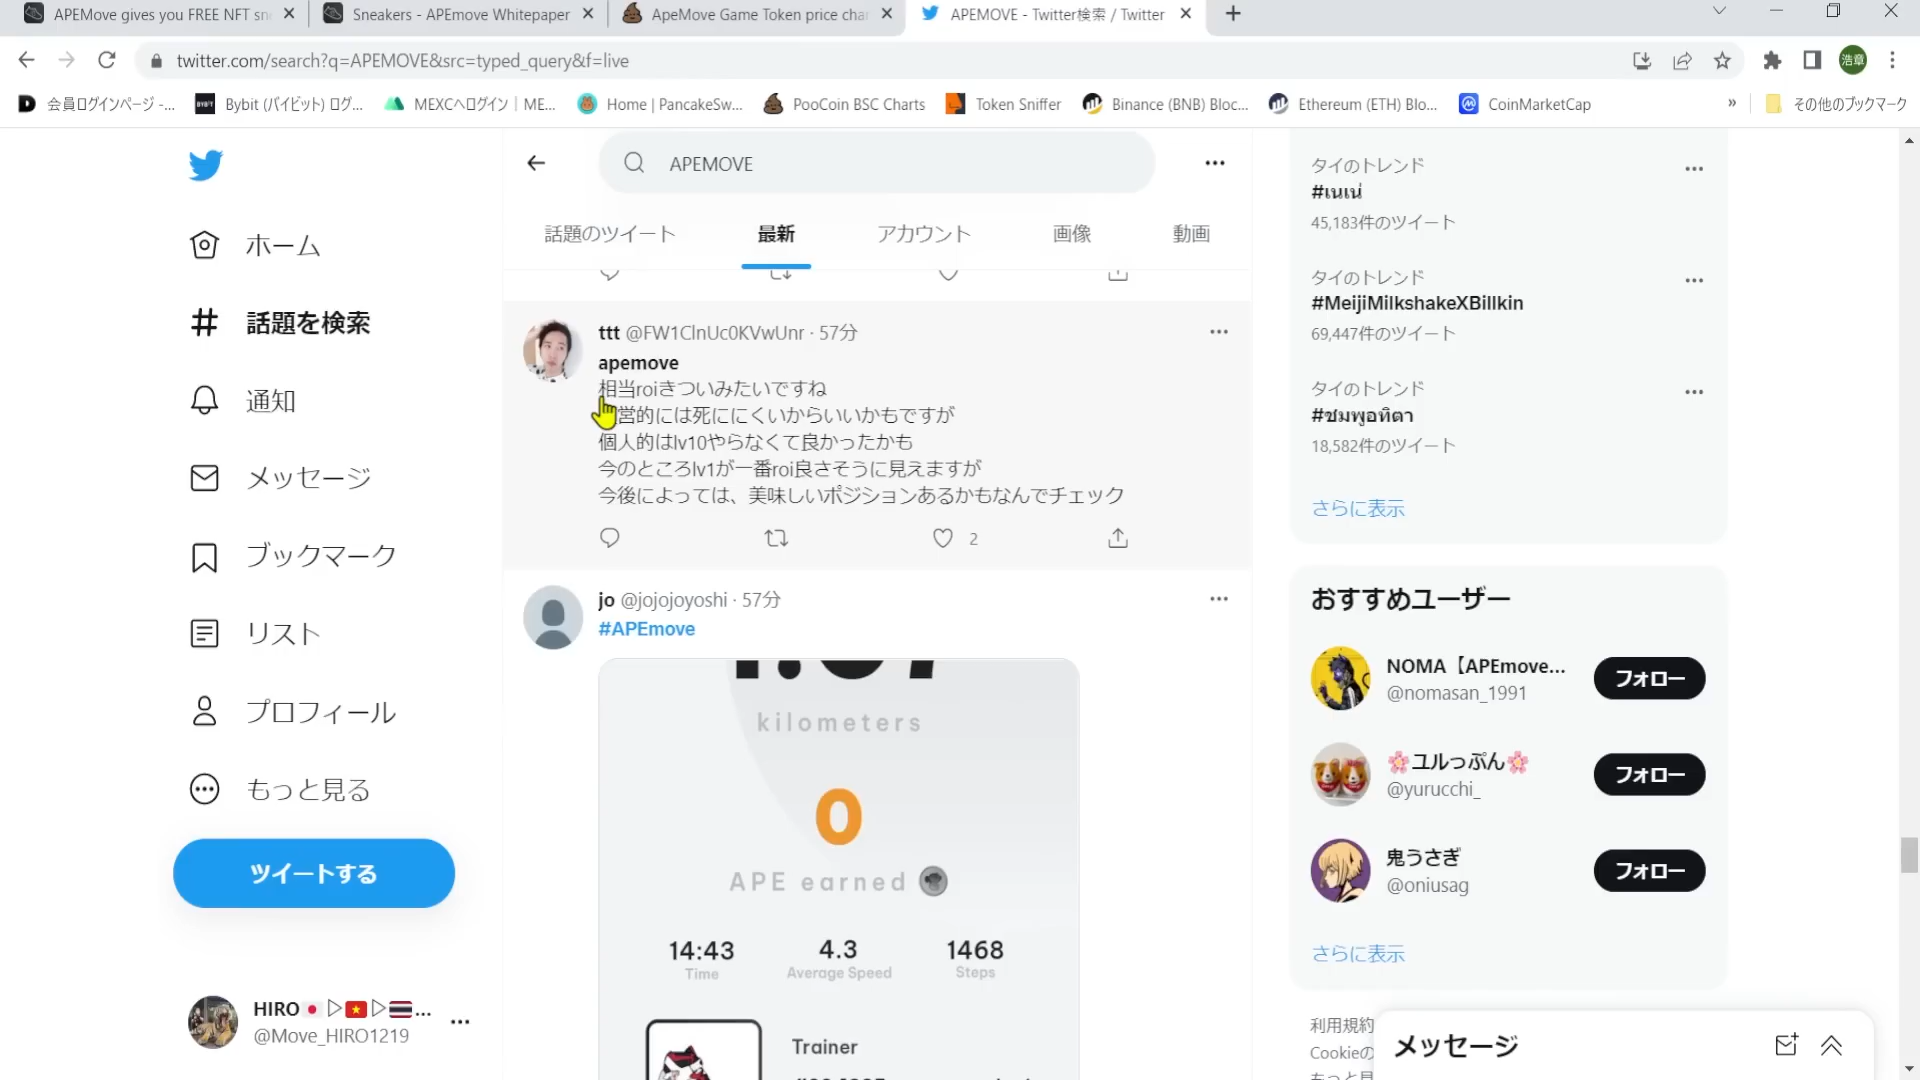 APEMove gives you FREE NFT sn
Sneakers - APEmove Whitepaper
ApeMove Game Token price char
APEMOVE - Twitter検索 / Twitter
twitter.com/search?q=APEMOVE&src=typed_query&f=live
浩章
会員ログインページ -...
Bybit (バイビット) ログ...
MEXCへログイン | ME...
Home | PancakeSw...
PooCoin BSC Charts
Token Sniffer
Binance (BNB) Bloc...
Ethereum (ETH) Blo...
CoinMarketCap
»
その他のブックマーク
ホーム
話題を検索
通知
メッセージ
ブックマーク
リスト
プロフィール
もっと見る
ツイートする
HIRO🇯🇵▷🇻🇳▷🇹🇭...
@Move_HIRO1219
APEMOVE
話題のツイート
最新
アカウント
画像
動画
ttt @FW1ClnUc0KVwUnr · 57分
apemove
相当roiきついみたいですね
営的には死ににくいからいいかもですが
個人的はlv10やらなくて良かったかも
今のところlv1が一番roi良さそうに見えますが
今後によっては、美味しいポジションあるかもなんでチェック
2
jo @jojojoyoshi · 57分
#APEmove
kilometers
0
APE earned
14:43
Time
4.3
Average Speed
1468
Steps
Trainer
タイのトレンド
#เนเน่
45,183件のツイート
タイのトレンド
#MeijiMilkshakeXBillkin
69,447件のツイート
タイのトレンド
#ชมพูอทิตา
18,582件のツイート
さらに表示
おすすめユーザー
NOMA【APEmove...
@nomasan_1991
フォロー
🌸ユルっぷん🌸
@yurucchi_
フォロー
鬼うさぎ
@oniusag
フォロー
さらに表示
利用規約
Cookieの
メッセージ